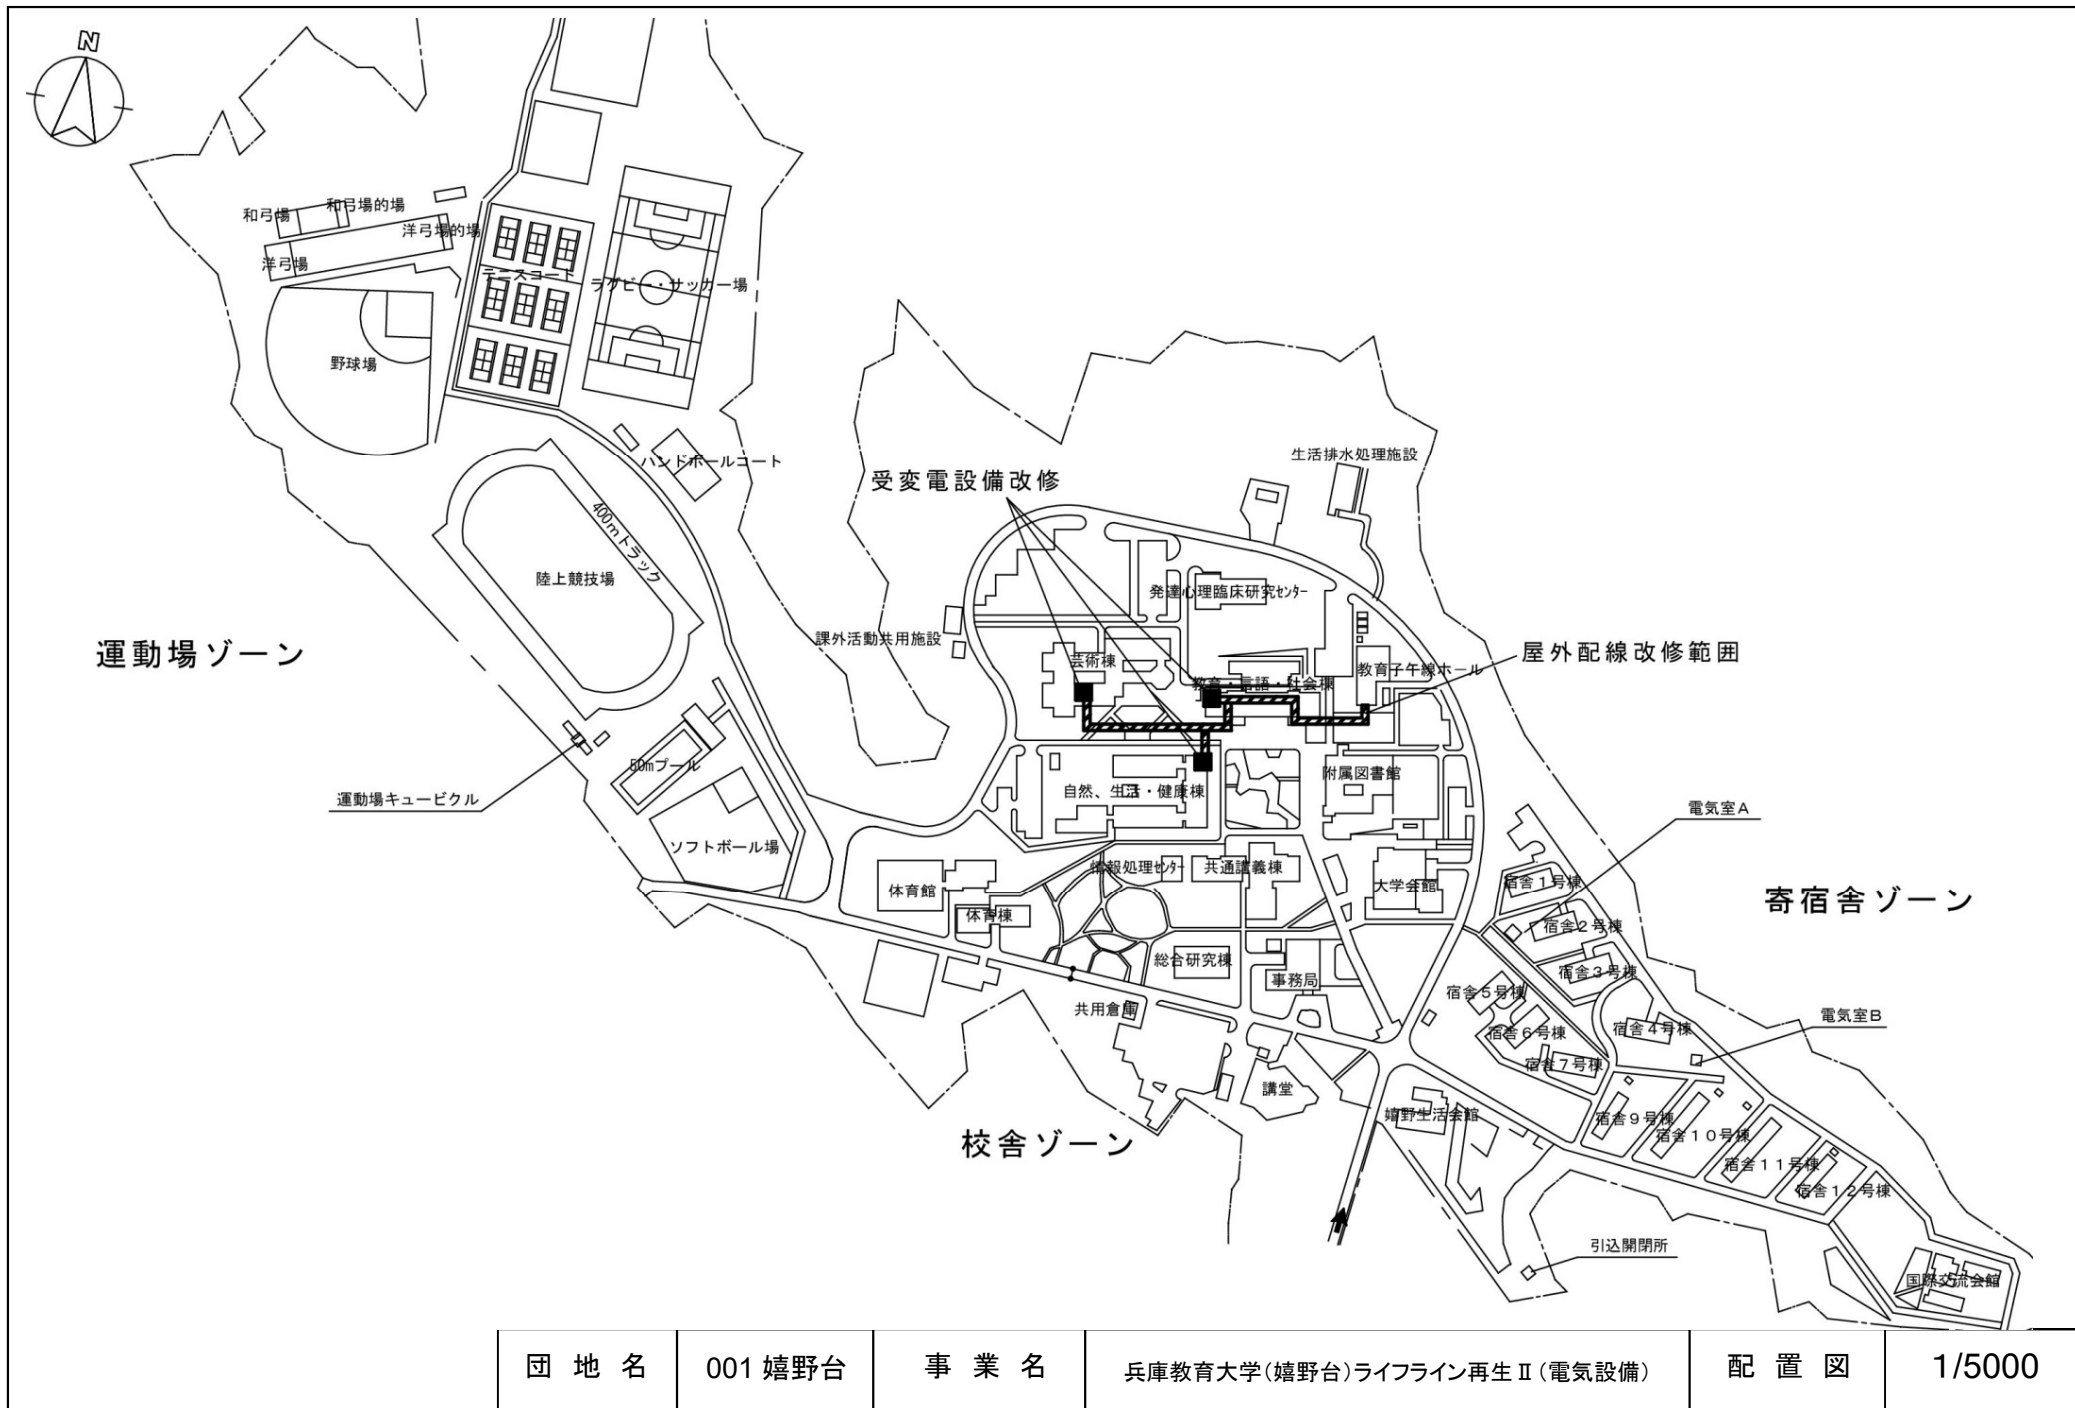 N
和弓場
和弓場的場
洋弓場的場
洋弓場
テニスコート
ラグビー・サッカー場
野球場
ハンドボールコート
生活排水処理施設
受変電設備改修
400mトラック
陸上競技場
発達心理臨床研究センター
課外活動共用施設
運動場ゾーン
芸術棟
教育子午線ホール
屋外配線改修範囲
教育・言語・社会棟
50mプール
附属図書館
自然、生活・健康棟
運動場キュービクル
電気室A
ソフトボール場
情報処理センター
共通講義棟
体育館
大学会館
宿舎1号棟
寄宿舎ゾーン
体育棟
宿舎2号棟
総合研究棟
宿舎3号棟
事務局
宿舎5号棟
共用倉庫
電気室B
宿舎4号棟
宿舎6号棟
宿舎7号棟
講堂
嬉野生活会館
宿舎9号棟
校舎ゾーン
宿舎10号棟
宿舎11号棟
宿舎12号棟
引込開閉所
国際交流会館
団地名 001 嬉野台 事業名 兵庫教育大学(嬉野台)ライフライン再生Ⅱ(電気設備) 配置図 1/5000